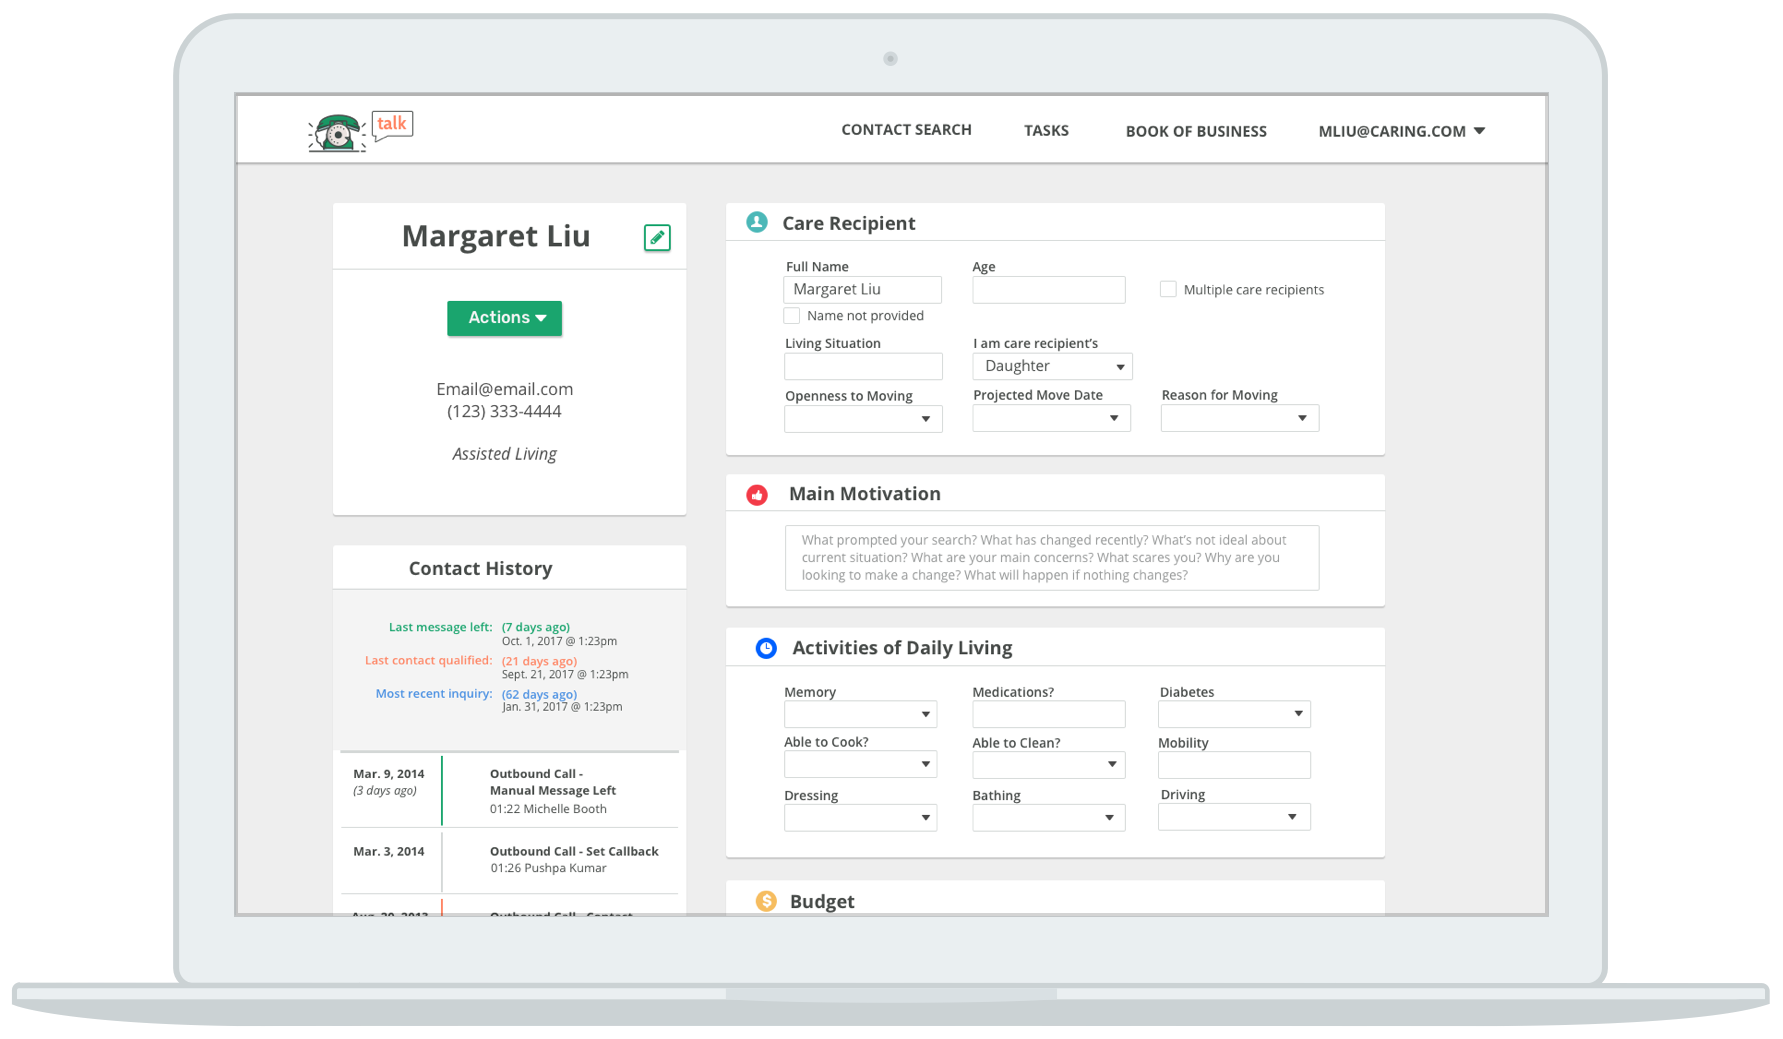 talk
CONTACT SEARCH
TASKS
BOOK OF BUSINESS
MLIU@CARING.COM
Margaret Liu
Actions
Email@email.com
(123) 333-4444
Assisted Living
Contact History
Last message left: (7 days ago)
Oct. 1, 2017 @ 1:23pm
Last contact qualified: (21 days ago)
Sept. 21, 2017 @ 1:23pm
Most recent inquiry: (62 days ago)
Jan. 31, 2017 @ 1:23pm
Mar. 9, 2014
(3 days ago)
Outbound Call -
Manual Message Left
01:22 Michelle Booth
Mar. 3, 2014
Outbound Call - Set Callback
01:26 Pushpa Kumar
Aug. 20, 2013
Outbound Call - Contact
Care Recipient
Full Name
Margaret Liu
Name not provided
Age
Multiple care recipients
Living Situation
I am care recipient's
Daughter
Openness to Moving
Projected Move Date
Reason for Moving
Main Motivation
What prompted your search? What has changed recently? What's not ideal about
current situation? What are your main concerns? What scares you? Why are you
looking to make a change? What will happen if nothing changes?
Activities of Daily Living
Memory
Medications?
Diabetes
Able to Cook?
Able to Clean?
Mobility
Dressing
Bathing
Driving
$
Budget